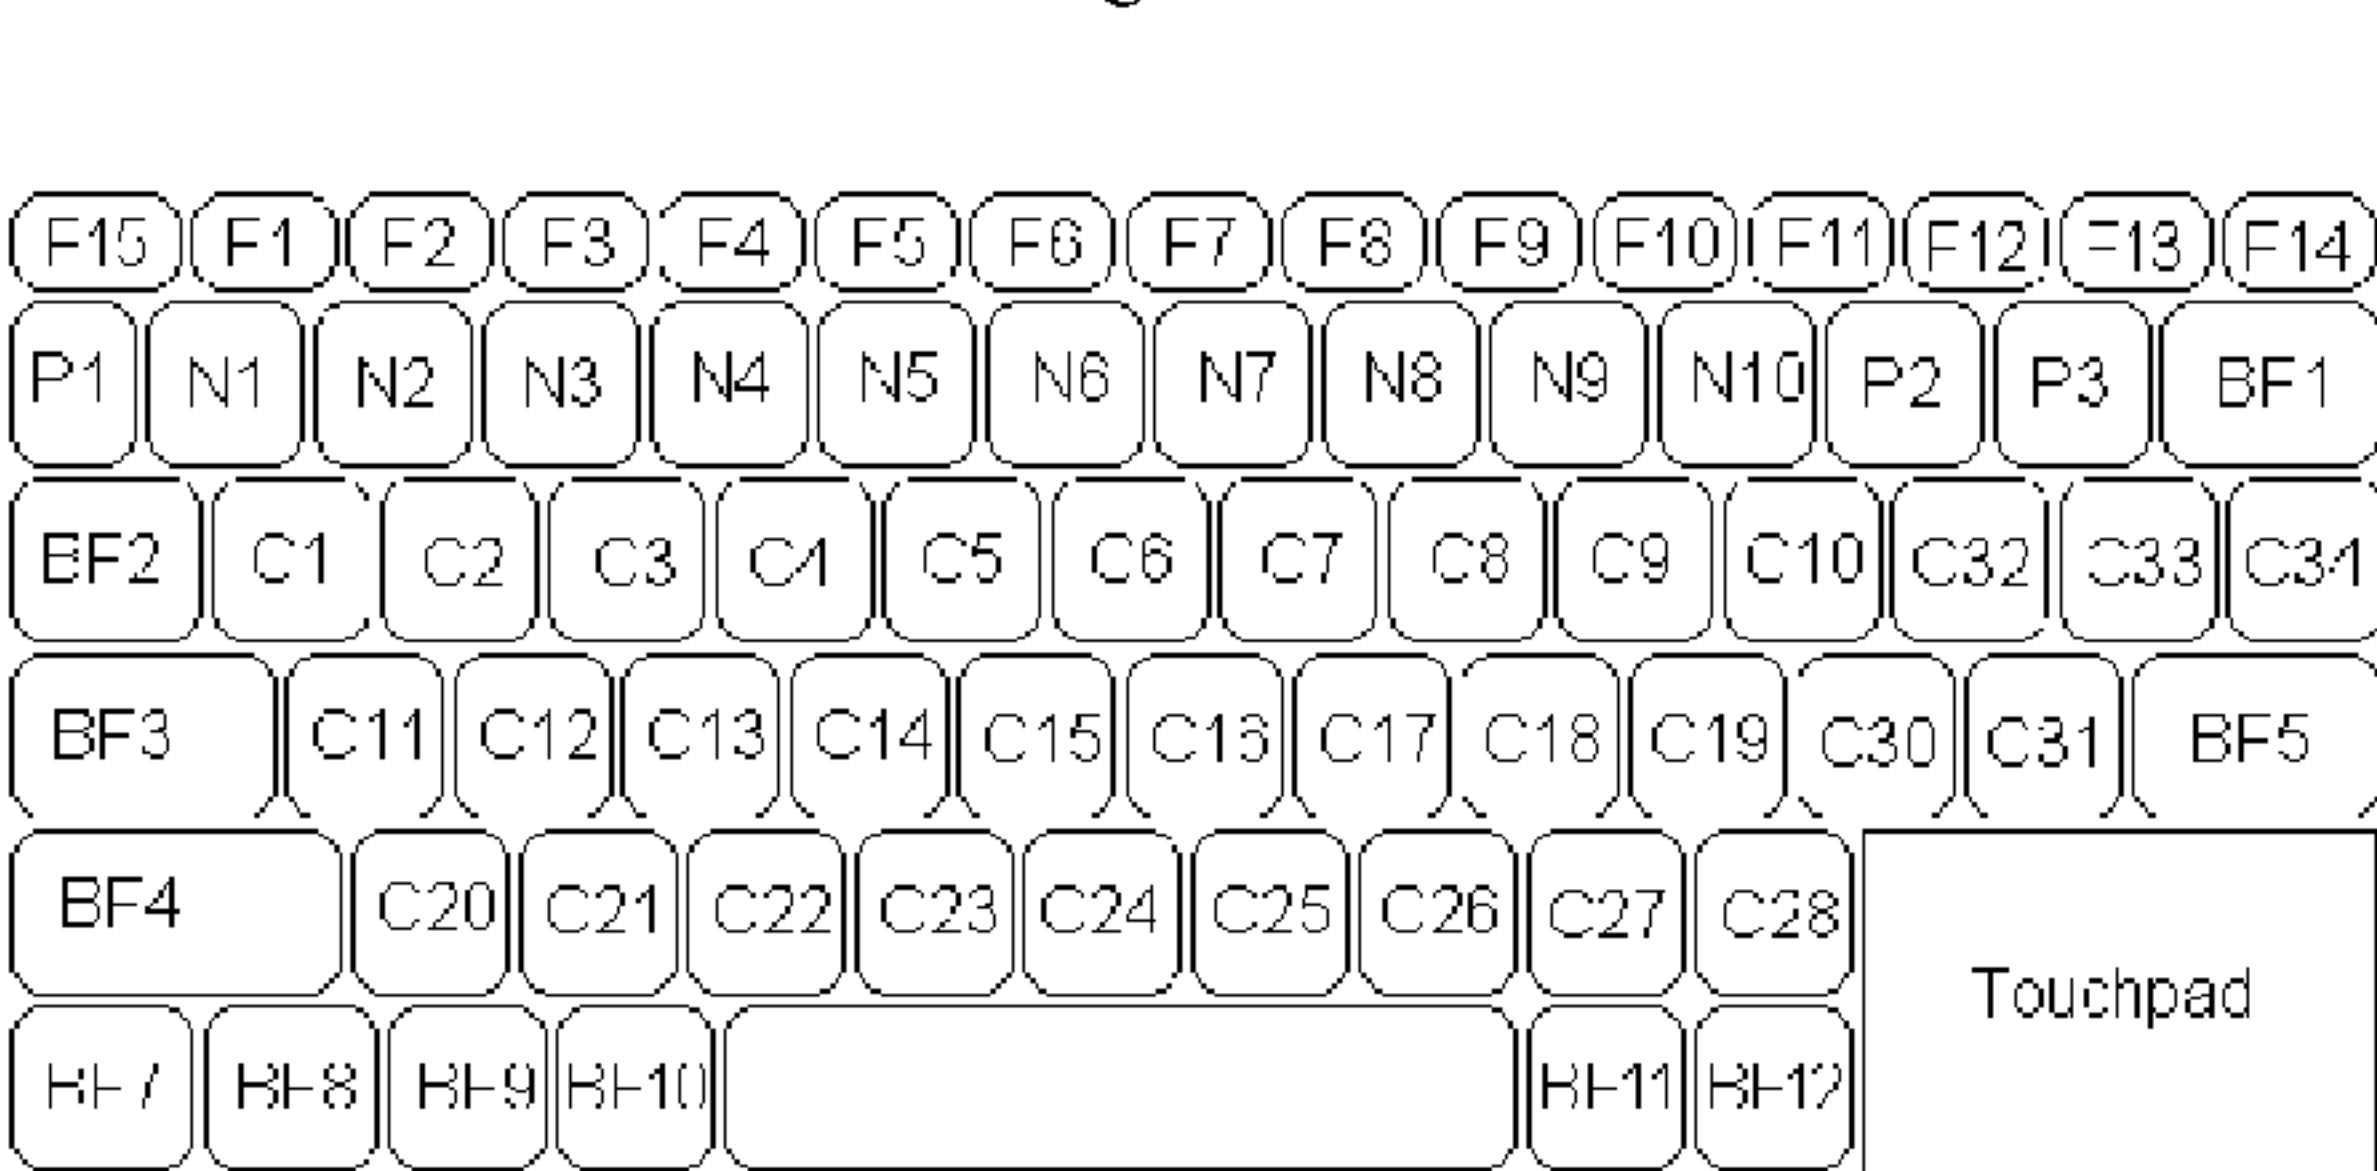 F15 F1 F2 F3 F4 F5 F6 F7 F8 F9 F10 F11 F12 F13 F14
P1 N1 N2 N3 N4 N5 N6 N7 N8 N9 N10 P2 P3 BF1
BF2 C1 C2 C3 C4 C5 C6 C7 C8 C9 C10 C32 C33 C34
BF3 C11 C12 C13 C14 C15 C16 C17 C18 C19 C30 C31 BF5
BF4 C20 C21 C22 C23 C24 C25 C26 C27 C28
Touchpad
BF7 BF8 BF9 BF10 BF11 BF12